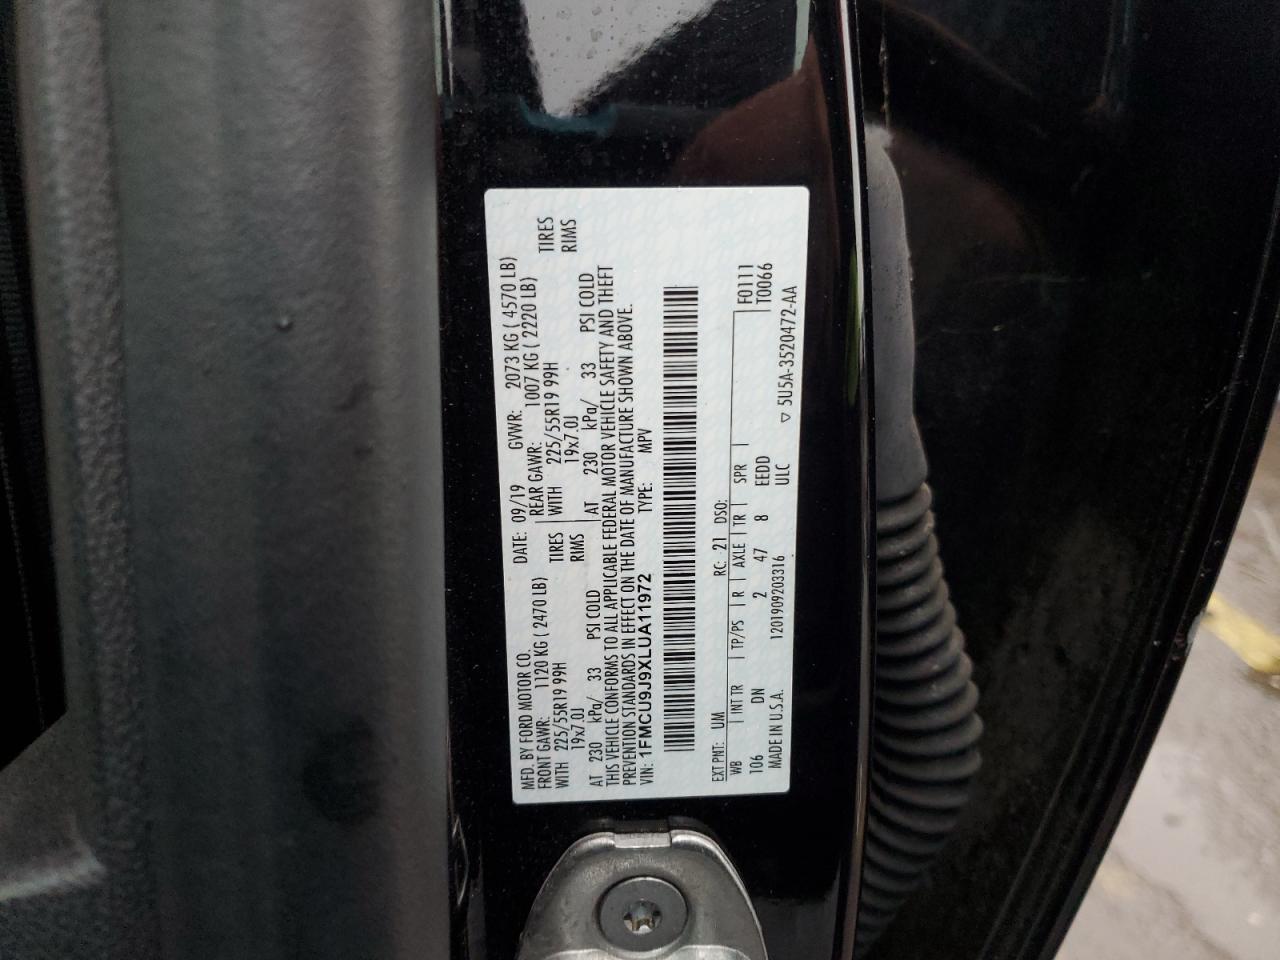 MFD. BY FORD MOTOR CO. DATE: 09/19 GVWR: 2073 KG ( 4570 LB)
FRONT GAWR: 1120 KG ( 2470 LB) REAR GAWR: 1007 KG ( 2220 LB)
WITH 225/55R19 99H TIRES WITH 225/55R19 99H TIRES
19x7.0J RIMS 19x7.0J RIMS
AT 230 kPa/ 33 PSI COLD AT 230 kPa/ 33 PSI COLD
THIS VEHICLE CONFORMS TO ALL APPLICABLE FEDERAL MOTOR VEHICLE SAFETY AND THEFT
PREVENTION STANDARDS IN EFFECT ON THE DATE OF MANUFACTURE SHOWN ABOVE.
VIN: 1FMCU9J9XLUA11972 TYPE: MPV
EXT PNT: UM RC: 21 DSO:
WB INT TR TP/PS R AXLE TR SPR F0111
106 DN 2 47 8 EEDD T0066
MADE IN U.S.A. 1201909203316 ULC ▽ 5U5A-3520472-AA